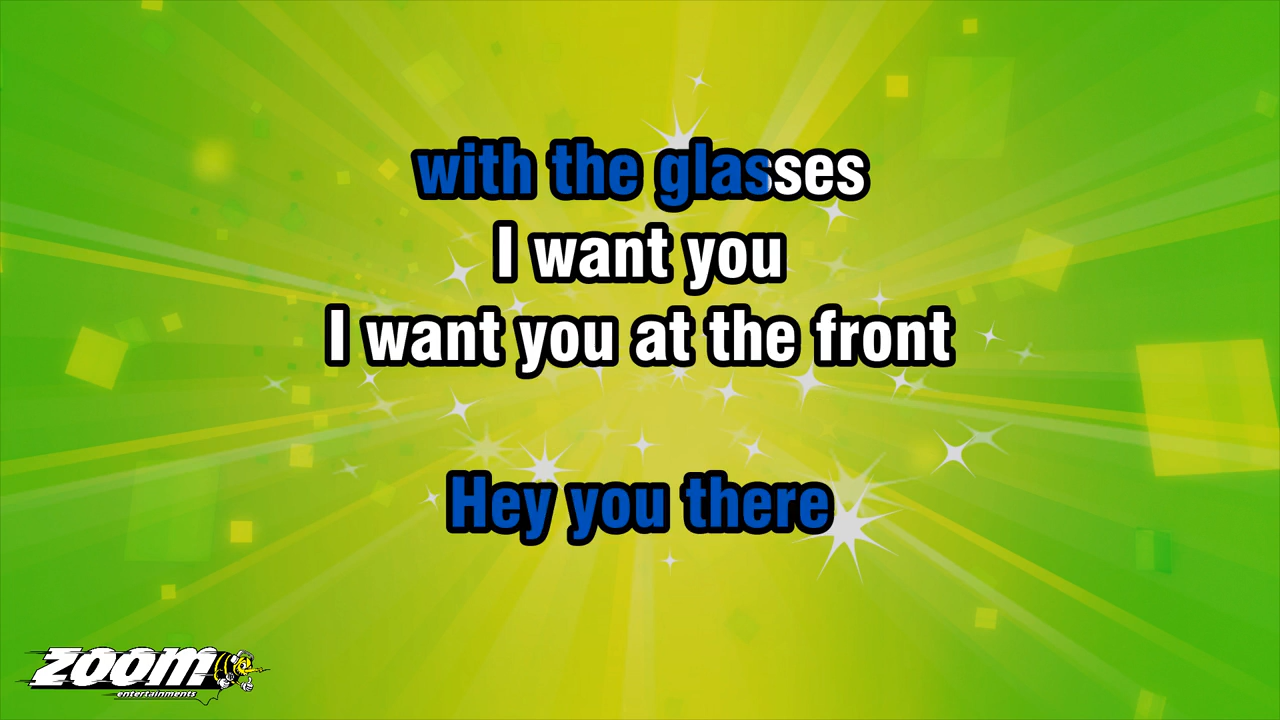 with the glasses
I want you
I want you at the front
Hey you there
zoom
entertainments